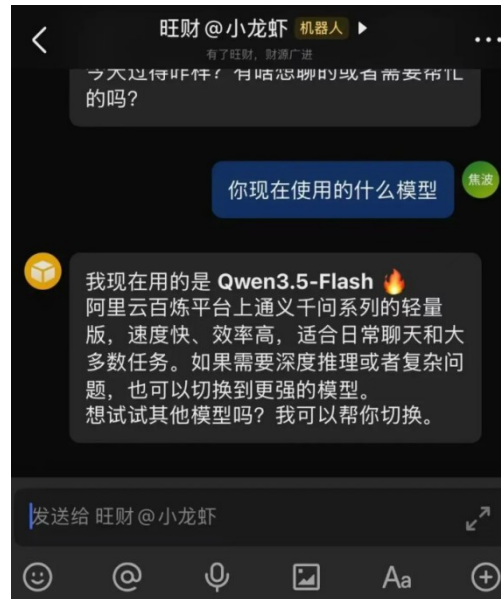 旺财@小龙虾 机器人
有了旺财，财源广进
今天过得咋样？有啥想聊的或者需要帮忙
的吗？
你现在使用的什么模型
焦波
我现在用的是 Qwen3.5-Flash 🔥
阿里云百炼平台上通义千问系列的轻量
版，速度快、效率高，适合日常聊天和大
多数任务。如果需要深度推理或者复杂问
题，也可以切换到更强的模型。
想试试其他模型吗？我可以帮你切换。
发送给 旺财@小龙虾
Aa